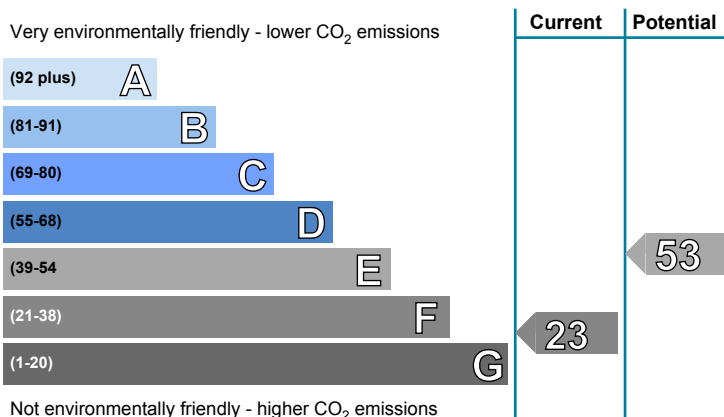 Current Potential
Very environmentally friendly - lower CO2 emissions
(92 plus) A
(81-91) B
(69-80) C
(55-68) D
(39-54 E
53
(21-38) F
23
(1-20) G
Not environmentally friendly - higher CO2 emissions